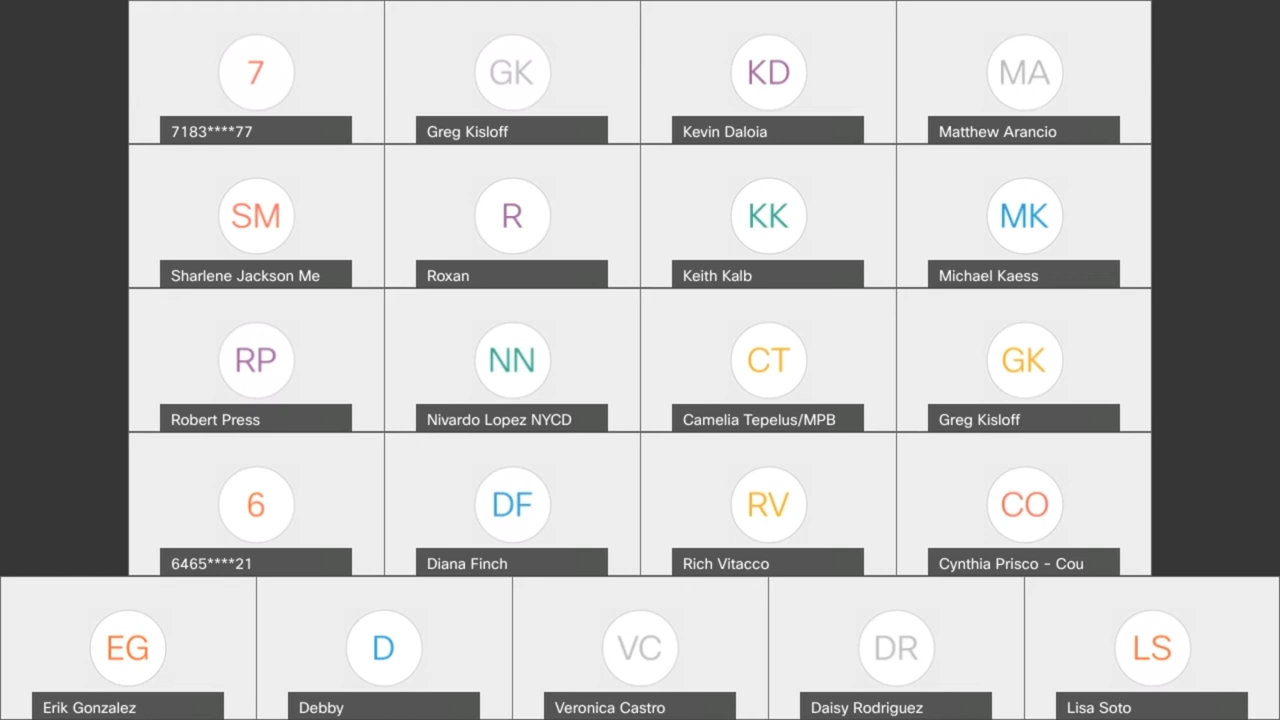 7 GK KD MA
7183****77 Greg Kisloff Kevin Daloia Matthew Arancio
SM R KK MK
Sharlene Jackson Me Roxan Keith Kalb Michael Kaess
RP NN CT GK
Robert Press Nivardo Lopez NYCD Camelia Tepelus/MPB Greg Kisloff
6 DF RV CO
6465****21 Diana Finch Rich Vitacco Cynthia Prisco - Cou
EG D VC DR LS
Erik Gonzalez Debby Veronica Castro Daisy Rodriguez Lisa Soto